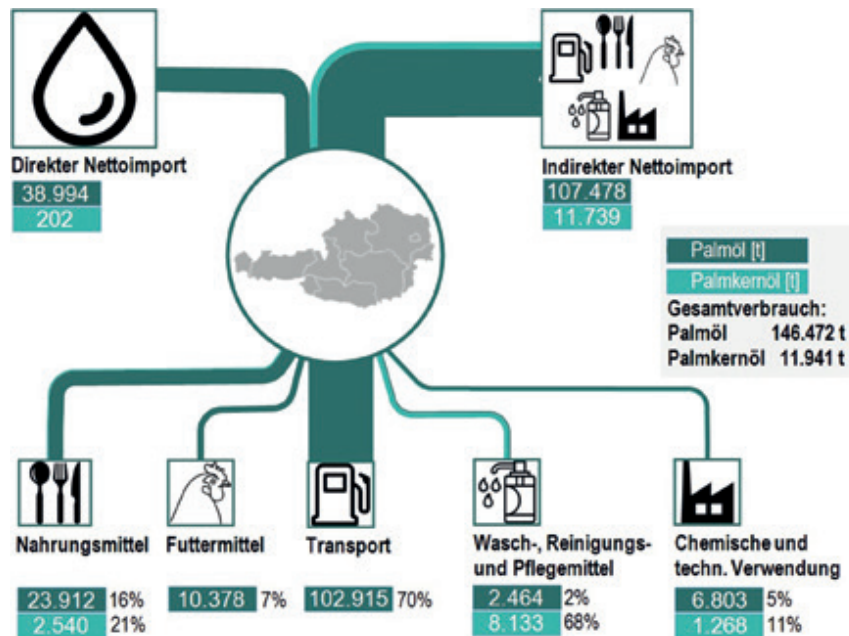 Direkter Nettoimport
38.994
202
Indirekter Nettoimport
107.478
11.739
Palmöl [t]
Palmkernöl [t]
Gesamtverbrauch:
Palmöl 146.472 t
Palmkernöl 11.941 t
Nahrungsmittel
23.912 16%
2.540 21%
Futtermittel
10.378 7%
Transport
102.915 70%
Wasch-, Reinigungs-
und Pflegemittel
2.464 2%
8.133 68%
Chemische und
techn. Verwendung
6.803 5%
1.268 11%